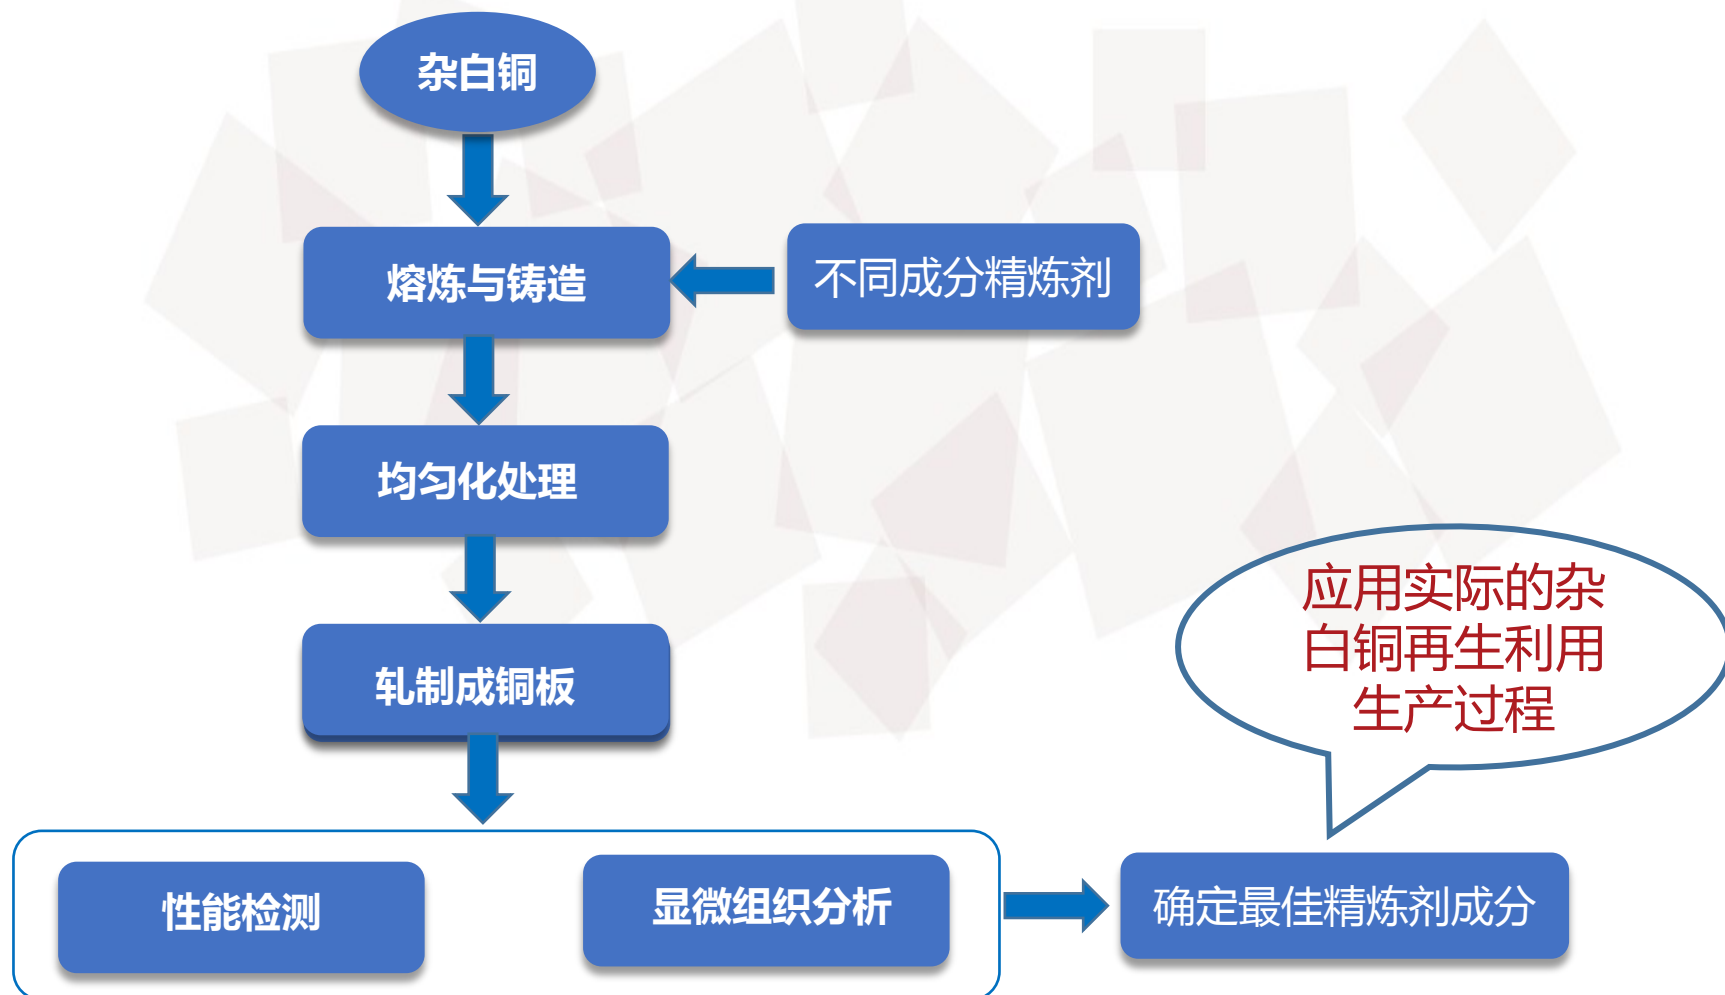 杂白铜
熔炼与铸造
不同成分精炼剂
均匀化处理
轧制成铜板
应用实际的杂
白铜再生利用
生产过程
性能检测
显微组织分析
确定最佳精炼剂成分